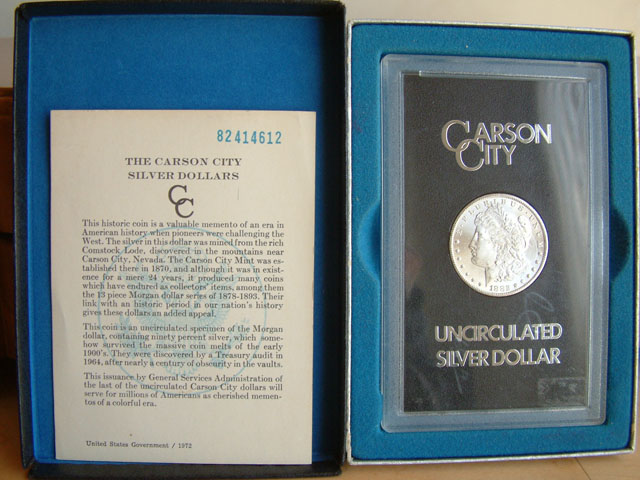 82414612
THE CARSON CITY
SILVER DOLLARS
CC
This historic coin is a valuable memento of an era in
American history when pioneers were challenging the
West. The silver in this dollar was mined from the rich
Comstock Lode, discovered in the mountains near
Carson City, Nevada. The Carson City Mint was es-
tablished there in 1870, and although it was in exist-
ence for a mere 24 years, it produced many coins
which have endured as collectors' items, among them
the 13 piece Morgan dollar series of 1878-1893. Their
link with an historic period in our nation's history
gives these dollars an added appeal.
This coin is an uncirculated specimen of the Morgan
dollar, containing ninety percent silver, which some-
how survived the massive coin melts of the early
1900's. They were discovered by a Treasury audit in
1964, after nearly a century of obscurity in the vaults.
This issuance by General Services Administration of
the last of the uncirculated Carson City dollars will
serve for millions of Americans as cherished memen-
tos of a colorful era.
United States Government / 1972
CARSON
CITY
E·PLURIBUS·UNUM
UNCIRCULATED
SILVER DOLLAR